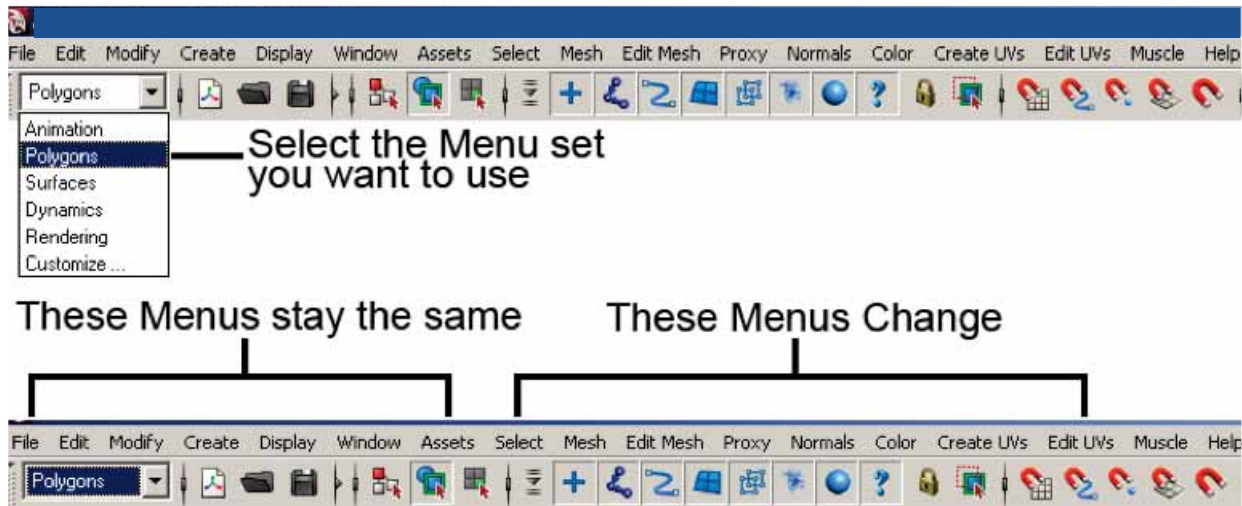 File Edit Modify Create Display Window Assets Select Mesh Edit Mesh Proxy Normals Color Create UVs Edit UVs Muscle Help
Polygons
Animation
Polygons
Surfaces
Dynamics
Rendering
Customize ...
Select the Menu set
you want to use
These Menus stay the same
These Menus Change
File Edit Modify Create Display Window Assets Select Mesh Edit Mesh Proxy Normals Color Create UVs Edit UVs Muscle Help
Polygons